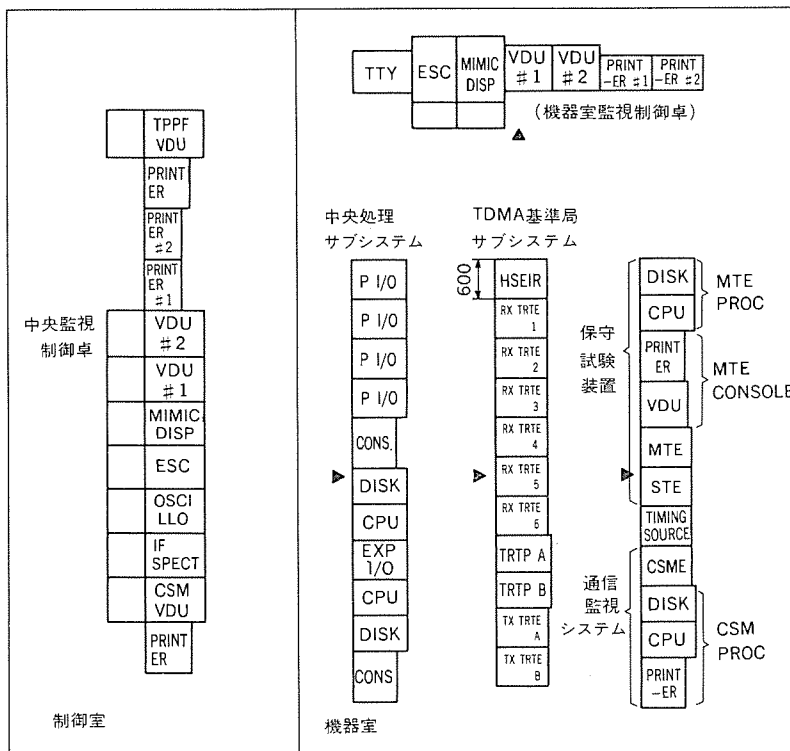 TPPF
VDU
PRINT
ER
PRINT
ER
#2
PRINT
ER
#1
中央監視
制御卓
VDU
#2
VDU
#1
MIMIC
DISP
ESC
OSCI
LLO
IF
SPECT
CSM
VDU
PRINT
ER
制御室
TTY
ESC
MIMIC
DISP
VDU
#1
VDU
#2
PRINT
-ER #1
PRINT
-ER #2
(機器室監視制御卓)
中央処理
サブシステム
P I/O
P I/O
P I/O
P I/O
CONS.
DISK
CPU
EXP
I/O
CPU
DISK
CONS
TDMA基準局
サブシステム
600
HSEIR
RX TRTE
1
RX TRTE
2
RX TRTE
3
RX TRTE
4
RX TRTE
5
RX TRTE
6
TRTP A
TRTP B
TX TRTE
A
TX TRTE
B
保守
試験
装置
DISK
CPU
MTE
PROC
PRINT
ER
VDU
MTE
CONSOLE
MTE
STE
TIMING
SOURCE
通信
監視
システム
CSME
DISK
CPU
PRINT
-ER
CSM
PROC
機器室